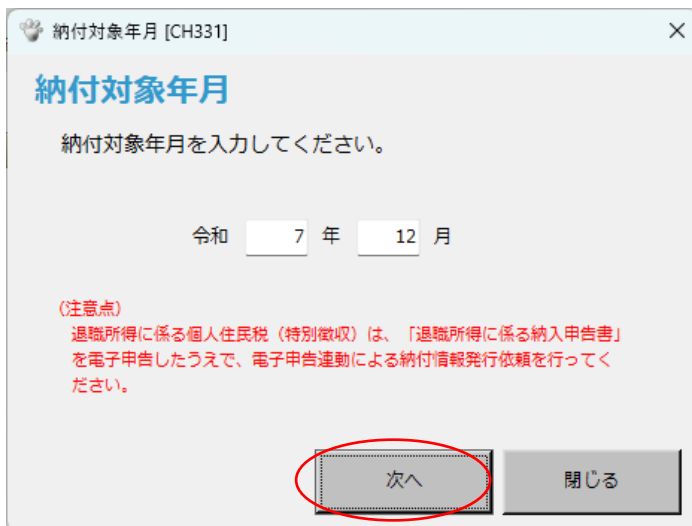 納付対象年月 [CH331]
納付対象年月
納付対象年月を入力してください。
令和 7 年 12 月
(注意点)
退職所得に係る個人住民税（特別徴収）は、「退職所得に係る納入申告書」
を電子申告したうえで、電子申告連動による納付情報発行依頼を行ってく
ださい。
次へ 閉じる